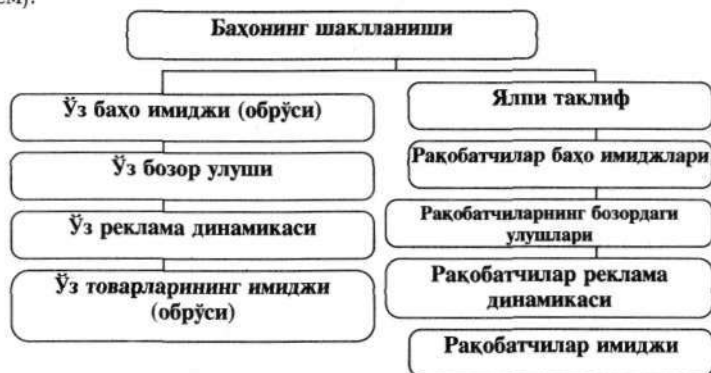 Баҳонинг шаклланиши
Ўз баҳо имиджи (обрўси)
Ўз бозор улуши
Ўз реклама динамикаси
Ўз товарларининг имиджи
(обрўси)
Ялпи таклиф
Рақобатчилар баҳо имиджлари
Рақобатчиларнинг бозордаги
улушлари
Рақобатчилар реклама
динамикаси
Рақобатчилар имиджи